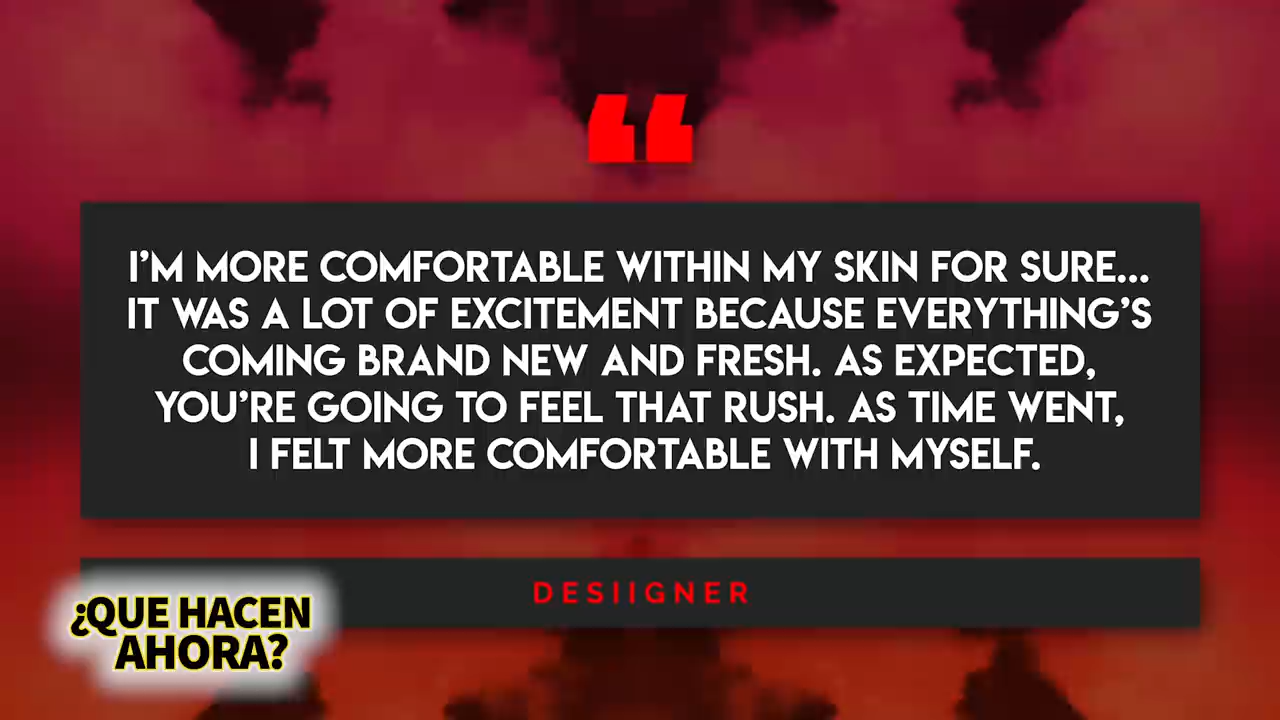 “
I’M MORE COMFORTABLE WITHIN MY SKIN FOR SURE...
IT WAS A LOT OF EXCITEMENT BECAUSE EVERYTHING’S
COMING BRAND NEW AND FRESH. AS EXPECTED,
YOU’RE GOING TO FEEL THAT RUSH. AS TIME WENT,
I FELT MORE COMFORTABLE WITH MYSELF.
DESIIGNER
¿QUE HACEN
AHORA?